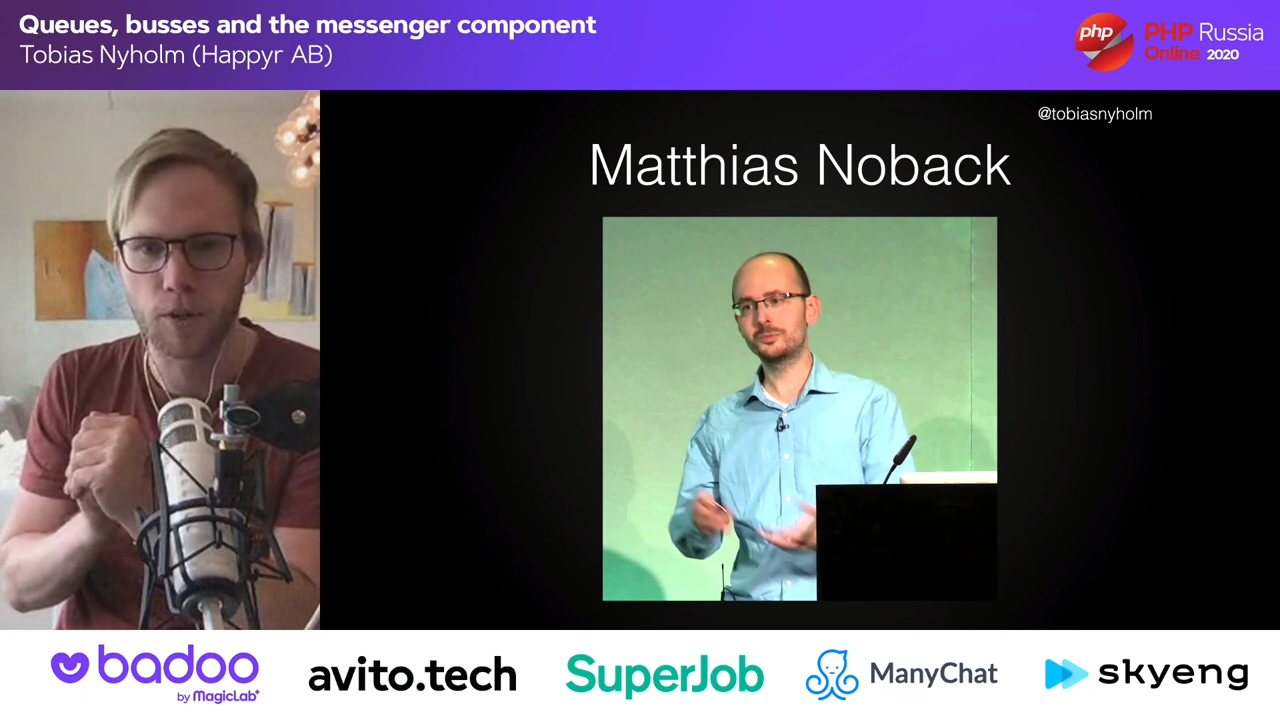 Queues, busses and the messenger component
Tobias Nyholm (Happyr AB)
php
PHP Russia
Online 2020
@tobiasnyholm
Matthias Noback
badoo
by MagicLab
avito.tech
SuperJob
ManyChat
skyeng